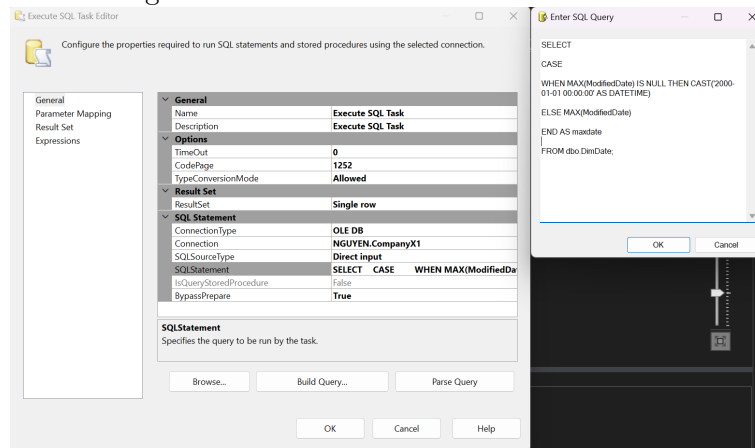 Execute SQL Task Editor
Configure the properties required to run SQL statements and stored procedures using the selected connection.
General
Parameter Mapping
Result Set
Expressions
General
Name Execute SQL Task
Description Execute SQL Task
Options
TimeOut 0
CodePage 1252
TypeConversionMode Allowed
Result Set
ResultSet Single row
SQL Statement
ConnectionType OLE DB
Connection NGUYEN.CompanyX1
SQLSourceType Direct input
SQLStatement SELECT CASE WHEN MAX(ModifiedDa
IsQueryStoredProcedure False
BypassPrepare True
SQLStatement
Specifies the query to be run by the task.
Browse... Build Query... Parse Query
OK Cancel Help
Enter SQL Query
SELECT
CASE
WHEN MAX(ModifiedDate) IS NULL THEN CAST('2000-
01-01 00:00:00' AS DATETIME)
ELSE MAX(ModifiedDate)
END AS maxdate
FROM dbo.DimDate;
OK Cancel